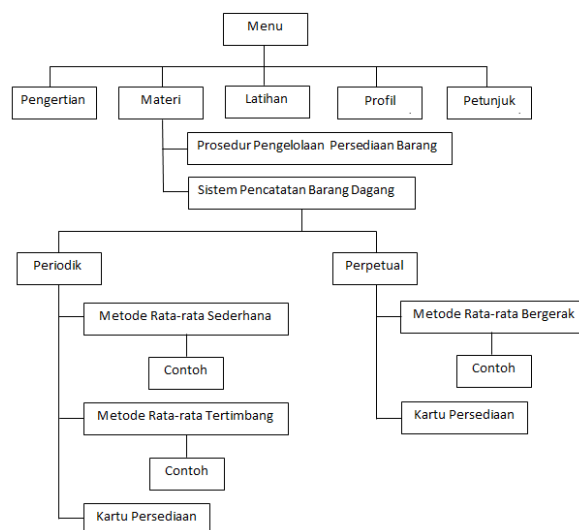 Menu
Pengertian
Materi
Latihan
Profil
Petunjuk
Prosedur Pengelolaan Persediaan Barang
Sistem Pencatatan Barang Dagang
Periodik
Perpetual
Metode Rata-rata Sederhana
Metode Rata-rata Bergerak
Contoh
Contoh
Metode Rata-rata Tertimbang
Kartu Persediaan
Contoh
Kartu Persediaan